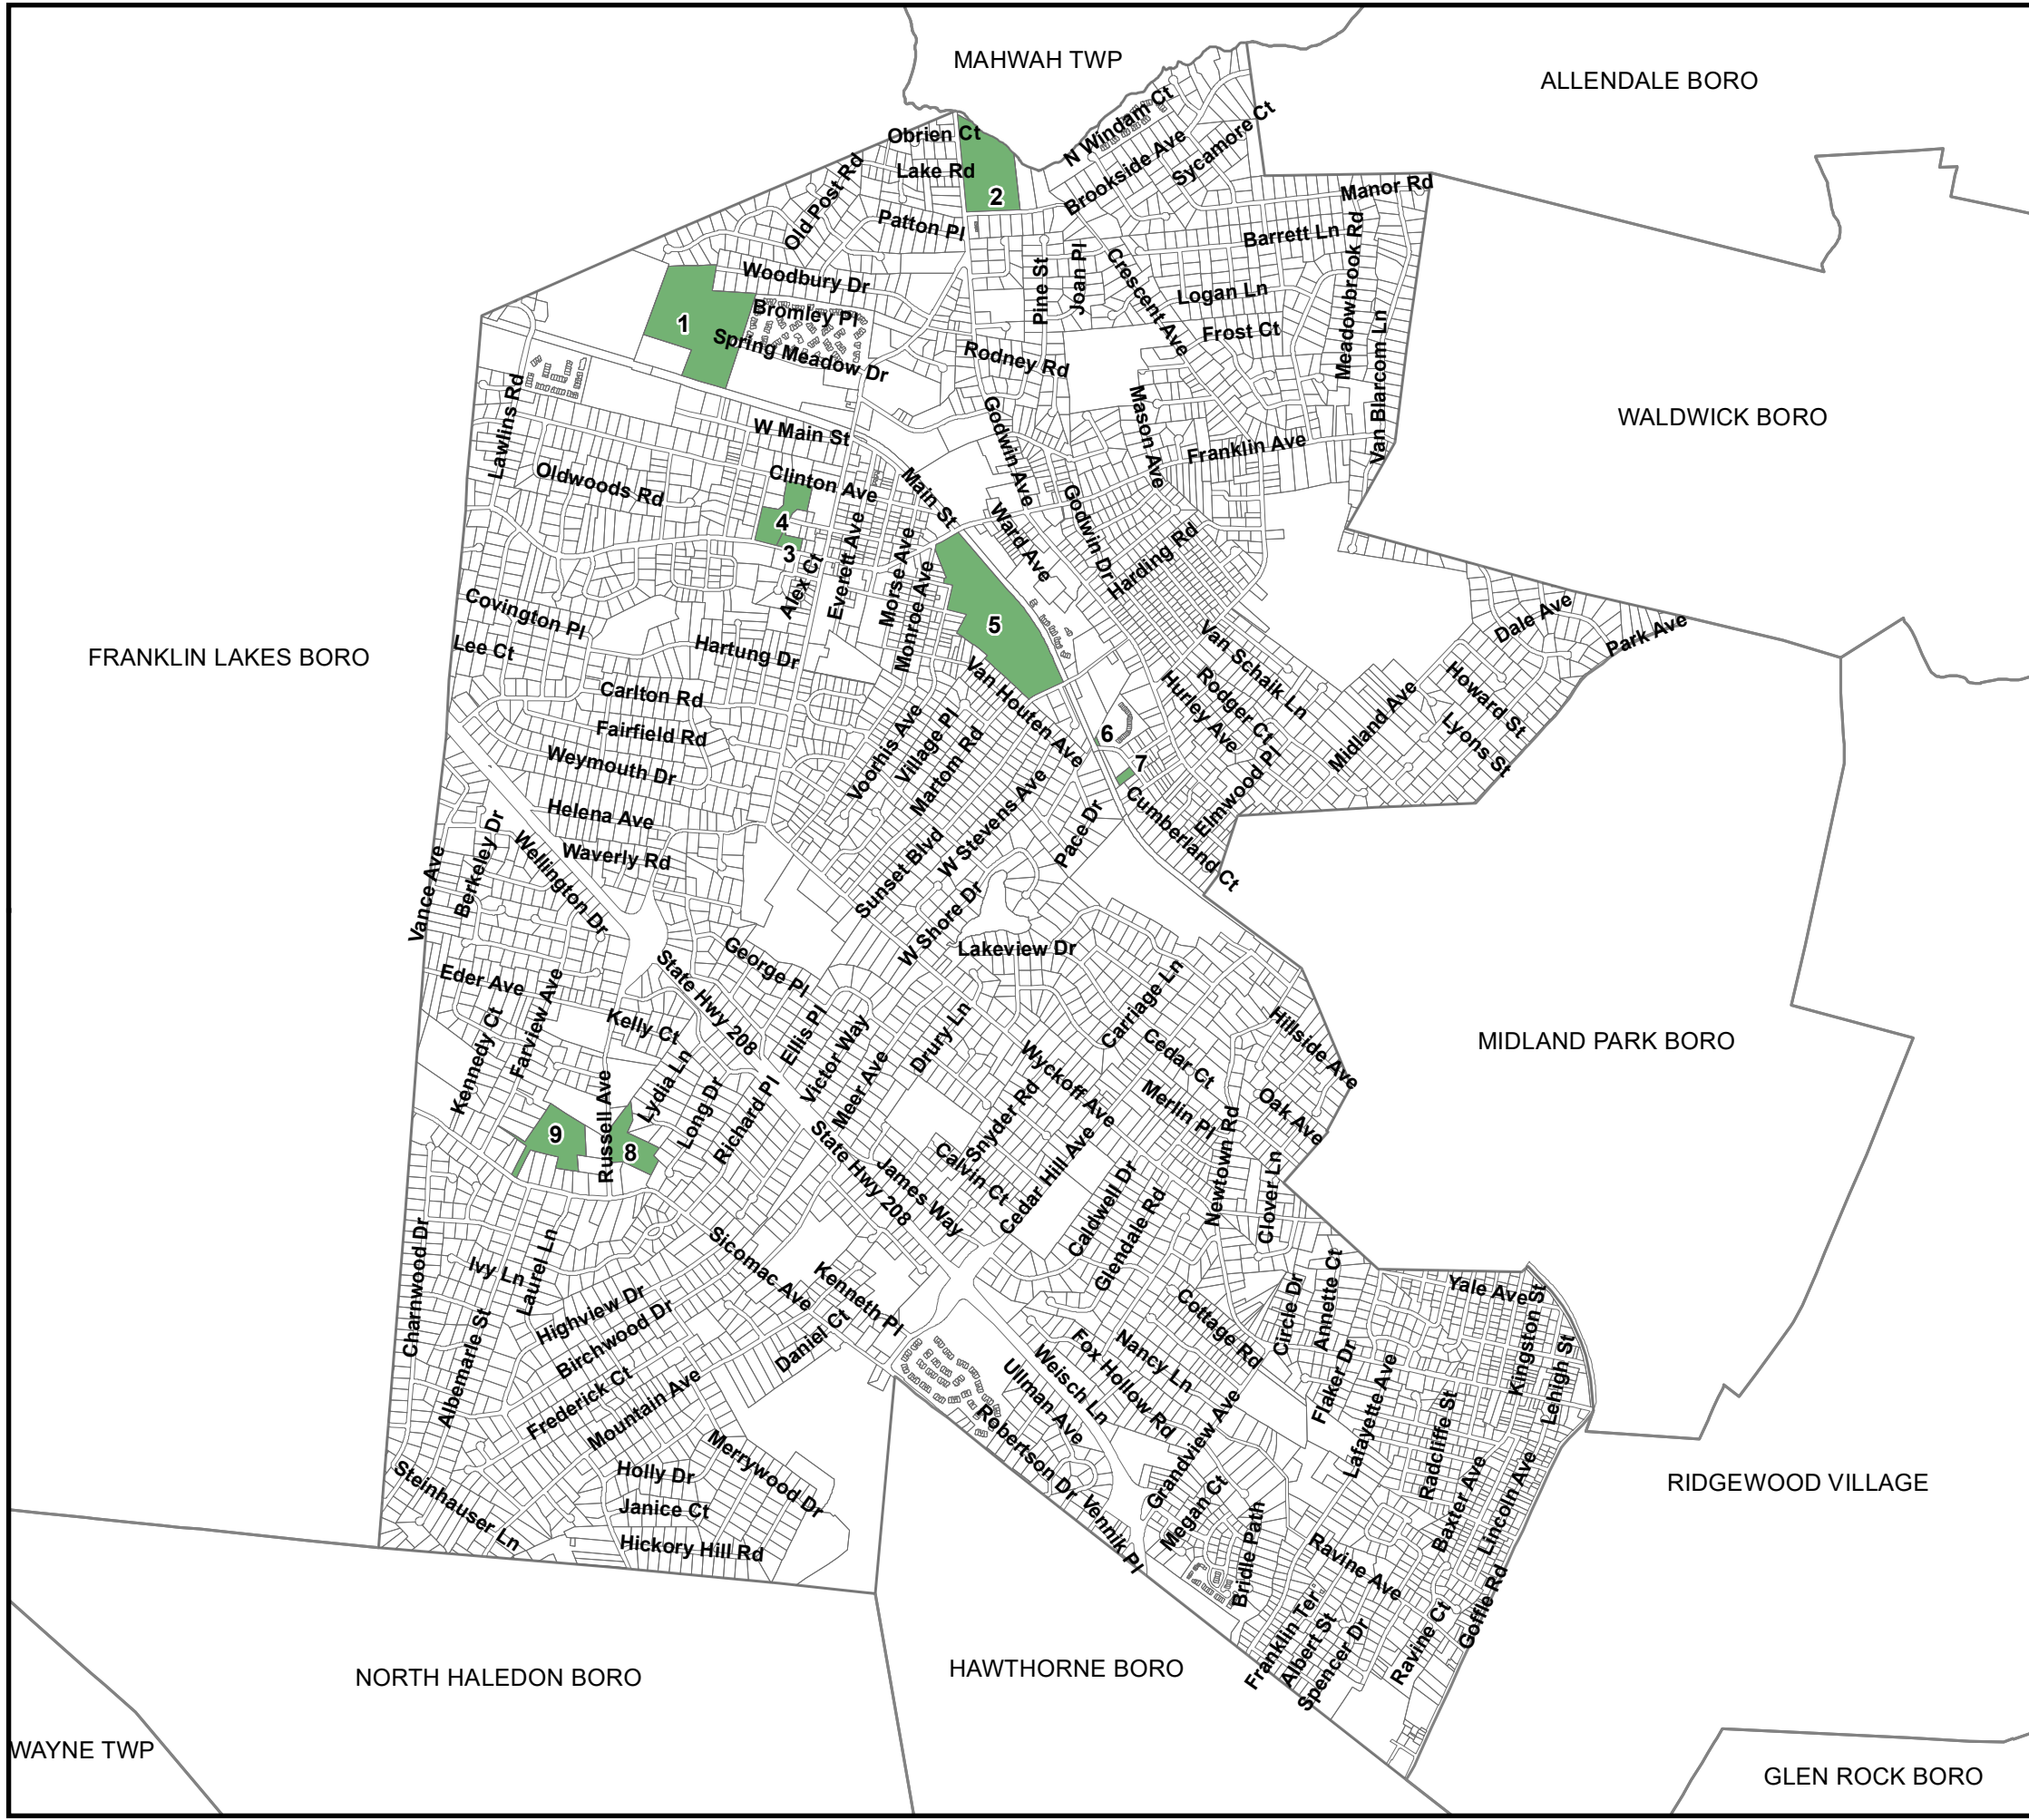 MAHWAH TWP
ALLENDALE BORO
N Windam Ct
Obrien Ct
Sycamore Ct
Brookside Ave
Lake Rd
Old Post Rd
2
Manor Rd
Patton Pl
Barrett Ln
Meadowbrook Rd
Woodbury Dr
Pine St
Joan Pl
Crescent Ave
Logan Ln
Bromley Pl
1
Frost Ct
Spring Meadow Dr
Rodney Rd
Van Blarcom Ln
WALDWICK BORO
Lawlins Rd
W Main St
Godwin Ave
Mason Ave
Franklin Ave
Oldwoods Rd
Clinton Ave
Main St
4
Ward Ave
Godwin Dr
3
Harding Rd
Alex Ct
Everett Ave
Morse Ave
Monroe Ave
Covington Pl
5
Dale Ave
Park Ave
Lee Ct
Hartung Dr
FRANKLIN LAKES BORO
Van Schaik Ln
Carlton Rd
Van Houten Ave
Rodger Ct
Hurley Ave
Howard St
Fairfield Rd
Voorhis Ave
Village Pl
Martom Rd
6
Midland Ave
Lyons St
Weymouth Dr
7
Helena Ave
W Stevens Ave
Elmwood Pl
Cumberland Ct
Pace Dr
Waverly Rd
Berkeley Dr
Wellington Dr
Vance Ave
Sunset Blvd
W Shore Dr
Lakeview Dr
George Pl
State Hwy 208
Eder Ave
Farview Ave
Carriage Ln
Kelly Ct
Ellis Pl
Victor Way
Drury Ln
Hillside Ave
MIDLAND PARK BORO
Kennedy Ct
Cedar Ct
Wyckoff Ave
Meer Ave
Lydia Ln
Long Dr
Richard Pl
Snyder Rd
Merlin Pl
Oak Ave
9
Russell Ave
8
State Hwy 208
Calvin Ct
Cedar Hill Ave
Newtown Rd
James Way
Caldwell Dr
Clover Ln
Glendale Rd
Charnwood Dr
Ivy Ln
Laurel Ln
Sicomac Ave
Kenneth Pl
Annette Ct
Circle Dr
Yale Ave
Kingston St
Highview Dr
Birchwood Dr
Daniel Ct
Cottage Rd
Nancy Ln
Albemarle St
Fox Hollow Rd
Weisch Ln
Flaker Dr
Lehigh St
Frederick Ct
Mountain Ave
Ullman Ave
Lafayette Ave
Radcliffe St
Grandview Ave
Robertson Dr
Merrywood Dr
Holly Dr
Steinhauser Ln
Janice Ct
Baxter Ave
Lincoln Ave
RIDGEWOOD VILLAGE
Megan Ct
Vennik Pl
Hickory Hill Rd
Bridle Path
Ravine Ave
Goffle Rd
Franklin Ter
Albert St
Spencer Dr
Ravine Ct
NORTH HALEDON BORO
HAWTHORNE BORO
WAYNE TWP
GLEN ROCK BORO